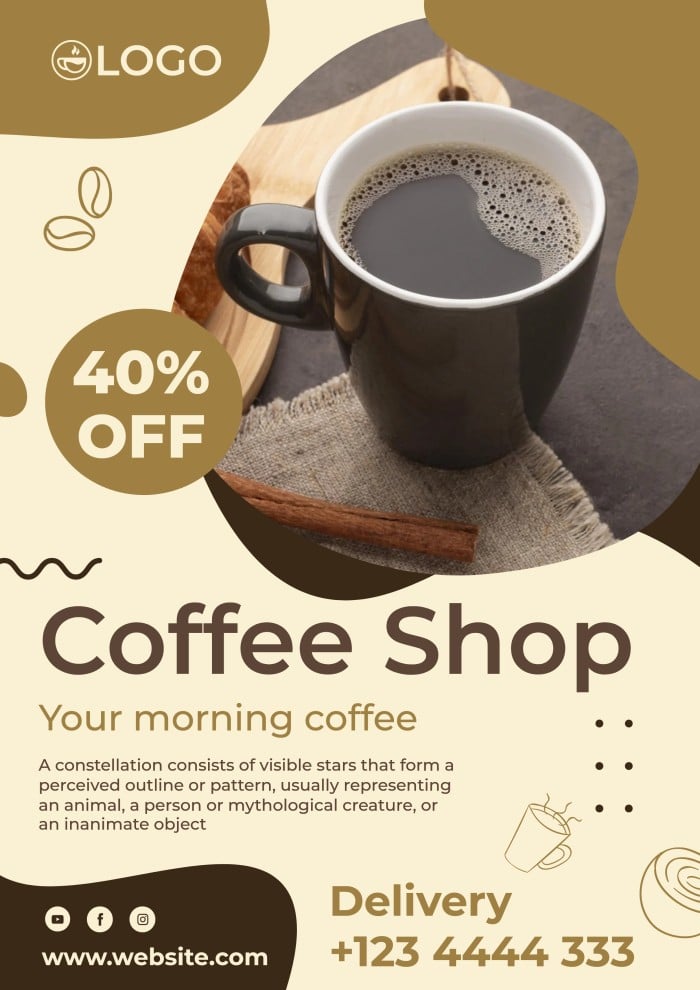 LOGO
40%
OFF
Coffee Shop
Your morning coffee
A constellation consists of visible stars that form a
perceived outline or pattern, usually representing
an animal, a person or mythological creature, or
an inanimate object
www.website.com
Delivery
+123 4444 333